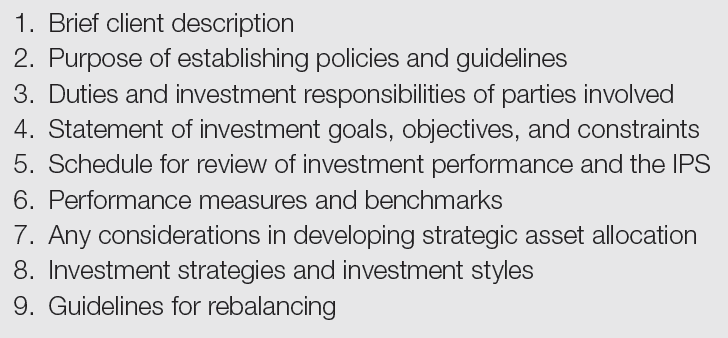 1. Brief client description
2. Purpose of establishing policies and guidelines
3. Duties and investment responsibilities of parties involved
4. Statement of investment goals, objectives, and constraints
5. Schedule for review of investment performance and the IPS
6. Performance measures and benchmarks
7. Any considerations in developing strategic asset allocation
8. Investment strategies and investment styles
9. Guidelines for rebalancing